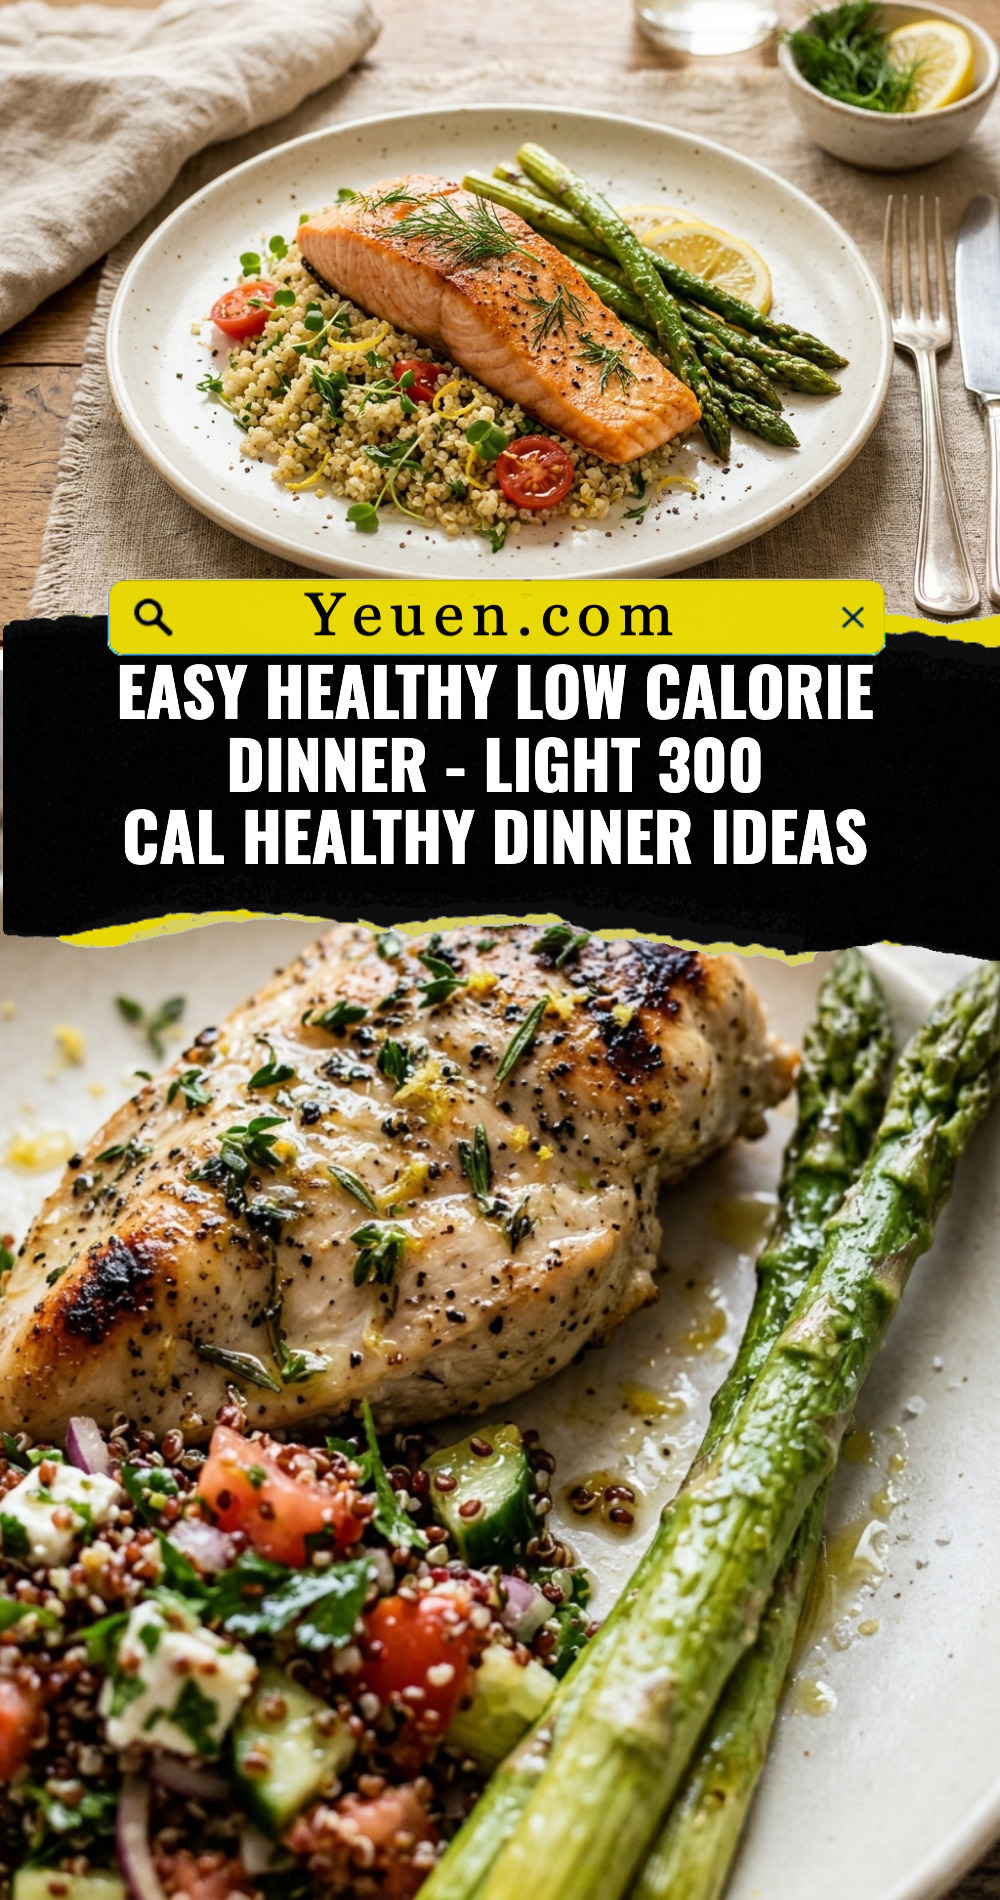 Yeuen.com
EASY HEALTHY LOW CALORIE
DINNER - LIGHT 300
CAL HEALTHY DINNER IDEAS